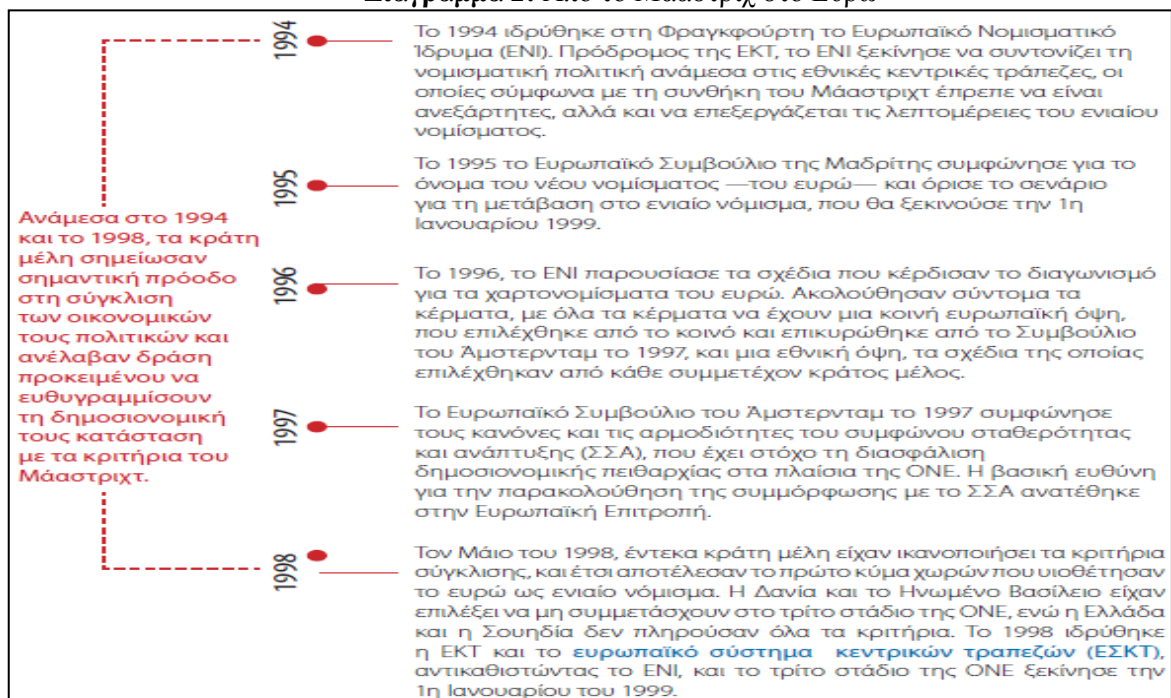 1994
Το 1994 ιδρύθηκε στη Φραγκφούρτη το Ευρωπαϊκό Νομισματικό
Ίδρυμα (ΕΝΙ). Πρόδρομος της ΕΚΤ, το ΕΝΙ ξεκίνησε να συντονίζει τη
νομισματική πολιτική ανάμεσα στις εθνικές κεντρικές τράπεζες, οι
οποίες σύμφωνα με τη συνθήκη του Μάαστριχτ έπρεπε να είναι
ανεξάρτητες, αλλά και να επεξεργάζεται τις λεπτομέρειες του ενιαίου
νομίσματος.
1995
Το 1995 το Ευρωπαϊκό Συμβούλιο της Μαδρίτης συμφώνησε για το
όνομα του νέου νομίσματος —του ευρώ— και όρισε το σενάριο
για τη μετάβαση στο ενιαίο νόμισμα, που θα ξεκινούσε την 1η
Ιανουαρίου 1999.
Ανάμεσα στο 1994
και το 1998, τα κράτη
μέλη σημείωσαν
σημαντική πρόοδο
στη σύγκλιση
των οικονομικών
τους πολιτικών και
ανέλαβαν δράση
προκειμένου να
ευθυγραμμίσουν
τη δημοσιονομική
τους κατάσταση
με τα κριτήρια του
Μάαστριχτ.
1996
Το 1996, το ΕΝΙ παρουσίασε τα σχέδια που κέρδισαν το διαγωνισμό
για τα χαρτονομίσματα του ευρώ. Ακολούθησαν σύντομα τα
κέρματα, με όλα τα κέρματα να έχουν μια κοινή ευρωπαϊκή όψη,
που επιλέχθηκε από το κοινό και επικυρώθηκε από το Συμβούλιο
του Άμστερνταμ το 1997, και μια εθνική όψη, τα σχέδια της οποίας
επιλέχθηκαν από κάθε συμμετέχον κράτος μέλος.
1997
Το Ευρωπαϊκό Συμβούλιο του Άμστερνταμ το 1997 συμφώνησε
τους κανόνες και τις αρμοδιότητες του συμφώνου σταθερότητας
και ανάπτυξης (ΣΣΑ), που έχει στόχο τη διασφάλιση
δημοσιονομικής πειθαρχίας στα πλαίσια της ΟΝΕ. Η βασική ευθύνη
για την παρακολούθηση της συμμόρφωσης με το ΣΣΑ ανατέθηκε
στην Ευρωπαϊκή Επιτροπή.
1998
Τον Μάιο του 1998, έντεκα κράτη μέλη είχαν ικανοποιήσει τα κριτήρια
σύγκλισης, και έτσι αποτέλεσαν το πρώτο κύμα χωρών που υιοθέτησαν
το ευρώ ως ενιαίο νόμισμα. Η Δανία και το Ηνωμένο Βασίλειο είχαν
επιλέξει να μη συμμετάσχουν στο τρίτο στάδιο της ΟΝΕ, ενώ η Ελλάδα
και η Σουηδία δεν πληρούσαν όλα τα κριτήρια. Το 1998 ιδρύθηκε
η ΕΚΤ και το ευρωπαϊκό σύστημα κεντρικών τραπεζών (ΕΣΚΤ),
αντικαθιστώντας το ΕΝΙ, και το τρίτο στάδιο της ΟΝΕ ξεκίνησε την
1η Ιανουαρίου του 1999.